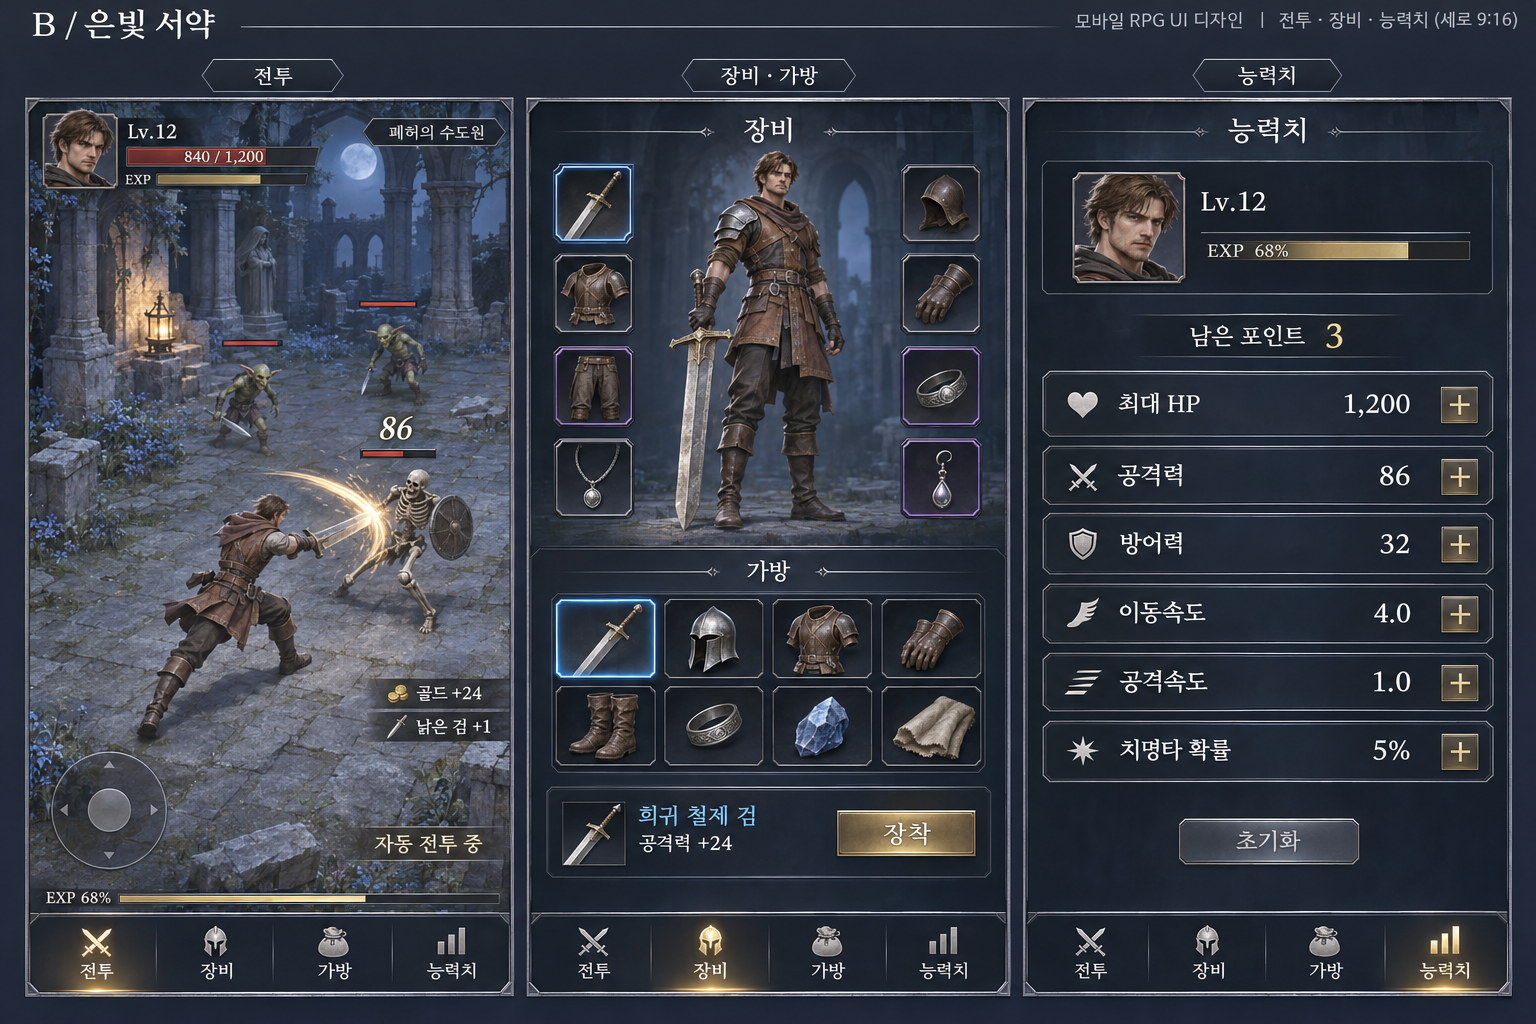 B / 은빛 서약
모바일 RPG UI 디자인 | 전투 · 장비 · 능력치 (세로 9:16)
전투
Lv.12
840 / 1,200
EXP
폐허의 수도원
86
골드 +24
낡은 검 +1
자동 전투 중
EXP 68%
전투
장비
가방
능력치
장비 · 가방
장비
가방
희귀 철제 검
공격력 +24
장착
전투
장비
가방
능력치
능력치
능력치
Lv.12
EXP 68%
남은 포인트 3
최대 HP 1,200 +
공격력 86 +
방어력 32 +
이동속도 4.0 +
공격속도 1.0 +
치명타 확률 5% +
초기화
전투
장비
가방
능력치